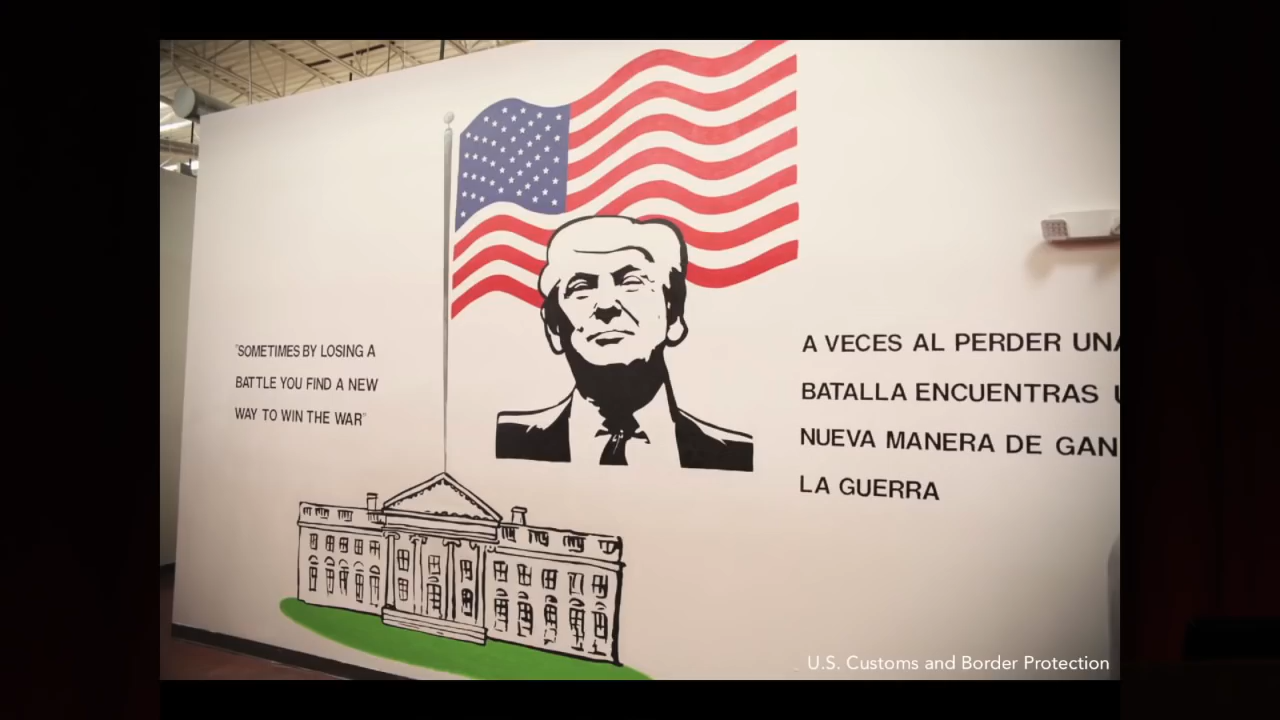 "SOMETIMES BY LOSING A
BATTLE YOU FIND A NEW
WAY TO WIN THE WAR"
A VECES AL PERDER UNA
BATALLA ENCUENTRAS
NUEVA MANERA DE
LA GUERRA
U.S. Customs and Border Protection